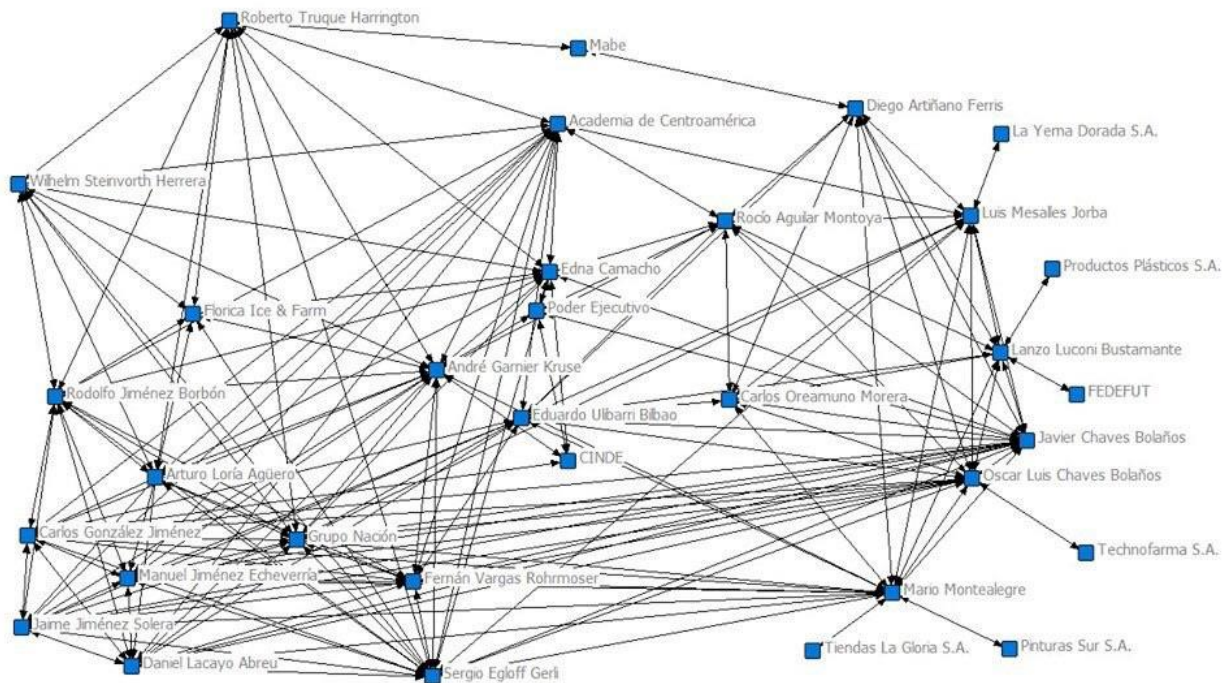 Roberto Truque Harrington
Mabe
Diego Artiñano Ferris
Academia de Centroamérica
La Yema Dorada S.A.
Wilhelm Steinvorth Herrera
Rocío Aguilar Montoya
Luis Mesalles Jorba
Edna Camacho
Productos Plásticos S.A.
Florica Ice & Farm
Poder Ejecutivo
Lanzo Luconi Bustamante
André Garnier Kruse
Rodolfo Jiménez Borbón
Carlos Oreamuno Morera
FEDEFUT
Eduardo Ulibarri Bilbao
Javier Chaves Bolaños
CINDE
Arturo Loría Agüero
Oscar Luis Chaves Bolaños
Carlos González Jiménez
Grupo Nación
Technofarma S.A.
Manuel Jiménez Echeverría
Fernán Vargas Rohrmoser
Mario Montealegre
Jaime Jiménez Solera
Tiendas La Gloria S.A.
Pinturas Sur S.A.
Daniel Lacayo Abreu
Sergio Egloff Gerli